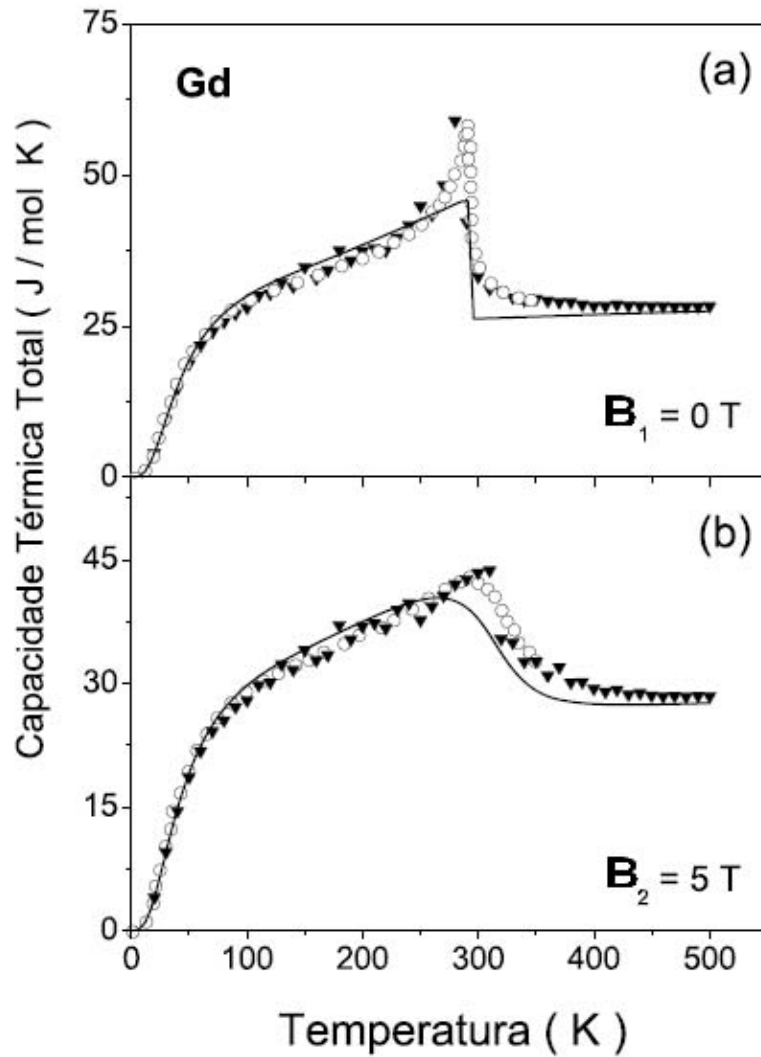 Capacidade Térmica Total ( J / mol K )
75
50
25
0
Gd
(a)
B₁ = 0 T
45
30
15
0
(b)
B₂ = 5 T
0 100 200 300 400 500
Temperatura ( K )